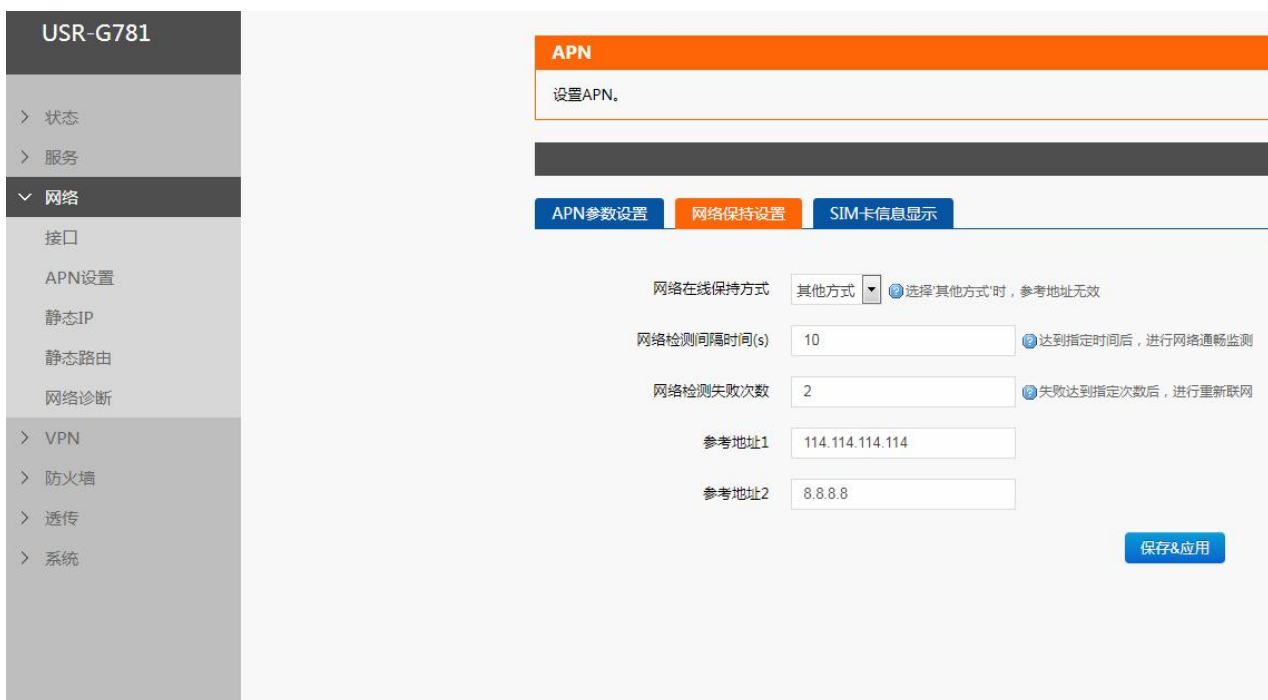 USR-G781
状态
服务
网络
接口
APN设置
静态IP
静态路由
网络诊断
VPN
防火墙
透传
系统
APN
设置APN。
APN参数设置 网络保持设置 SIM卡信息显示
网络在线保持方式 其他方式 选择'其他方式'时，参考地址无效
网络检测间隔时间(s) 10 达到指定时间后，进行网络通畅监测
网络检测失败次数 2 失败达到指定次数后，进行重新联网
参考地址1 114.114.114.114
参考地址2 8.8.8.8
保存&应用